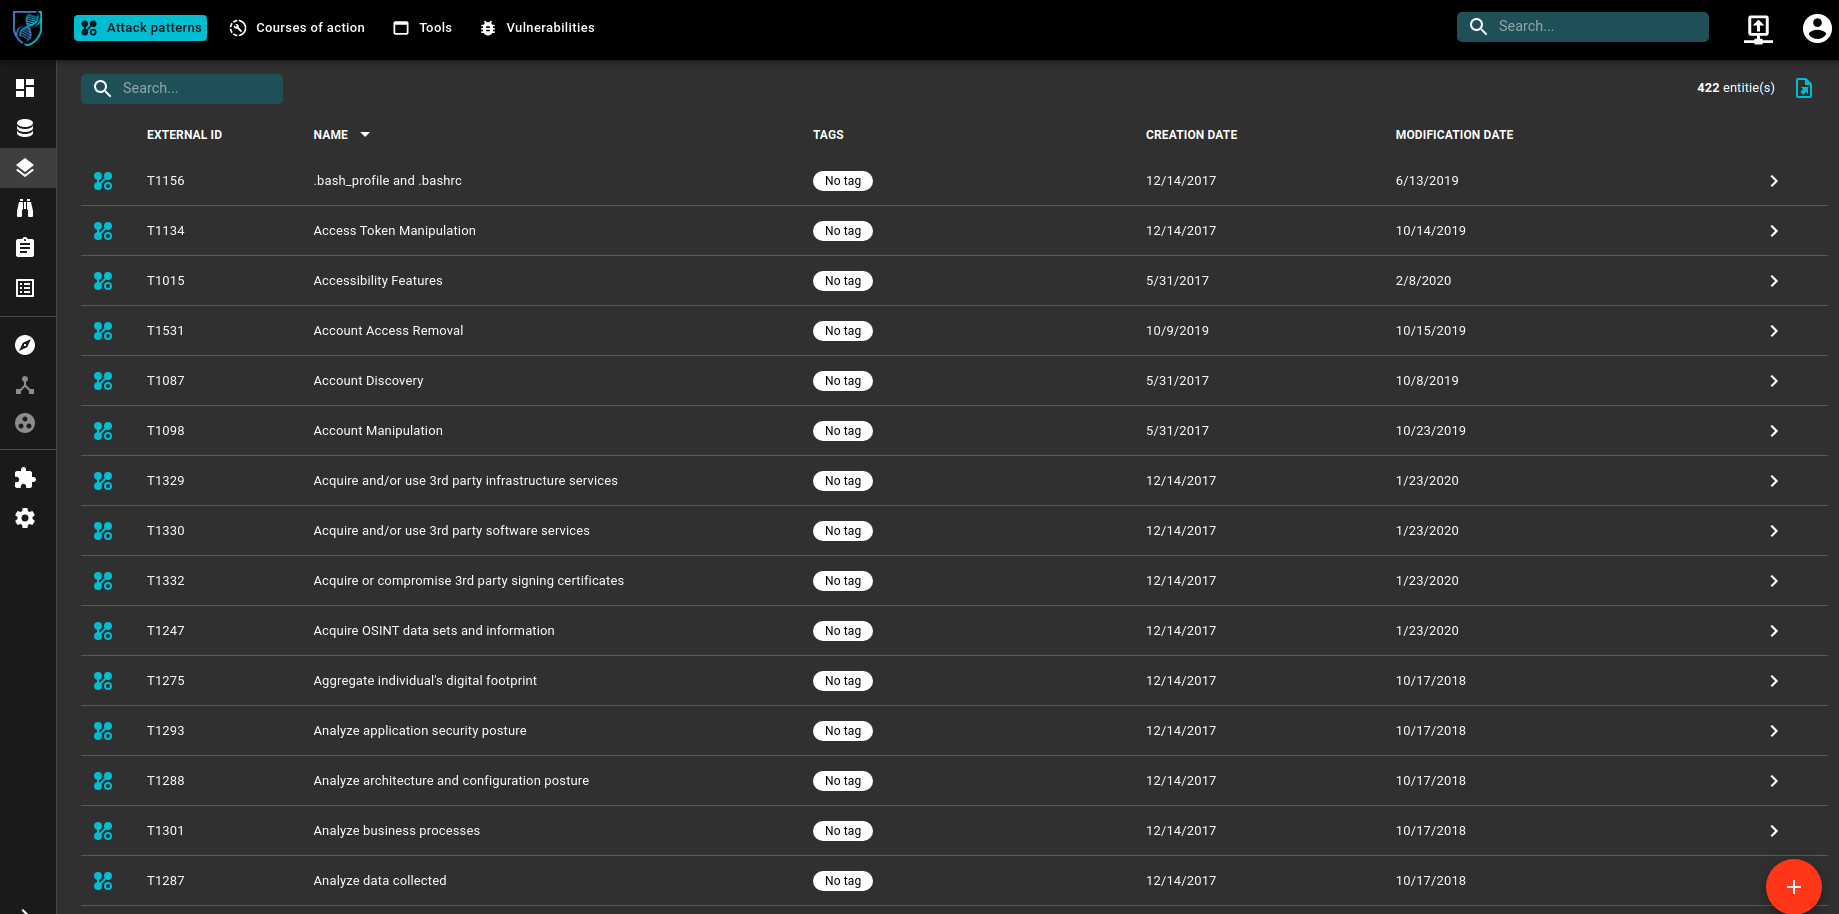 Attack patterns Courses of action Tools Vulnerabilities Search...
Search... 422 entitie(s)
EXTERNAL ID NAME TAGS CREATION DATE MODIFICATION DATE
T1156 .bash_profile and .bashrc No tag 12/14/2017 6/13/2019
T1134 Access Token Manipulation No tag 12/14/2017 10/14/2019
T1015 Accessibility Features No tag 5/31/2017 2/8/2020
T1531 Account Access Removal No tag 10/9/2019 10/15/2019
T1087 Account Discovery No tag 5/31/2017 10/8/2019
T1098 Account Manipulation No tag 5/31/2017 10/23/2019
T1329 Acquire and/or use 3rd party infrastructure services No tag 12/14/2017 1/23/2020
T1330 Acquire and/or use 3rd party software services No tag 12/14/2017 1/23/2020
T1332 Acquire or compromise 3rd party signing certificates No tag 12/14/2017 1/23/2020
T1247 Acquire OSINT data sets and information No tag 12/14/2017 1/23/2020
T1275 Aggregate individual's digital footprint No tag 12/14/2017 10/17/2018
T1293 Analyze application security posture No tag 12/14/2017 10/17/2018
T1288 Analyze architecture and configuration posture No tag 12/14/2017 10/17/2018
T1301 Analyze business processes No tag 12/14/2017 10/17/2018
T1287 Analyze data collected No tag 12/14/2017 10/17/2018